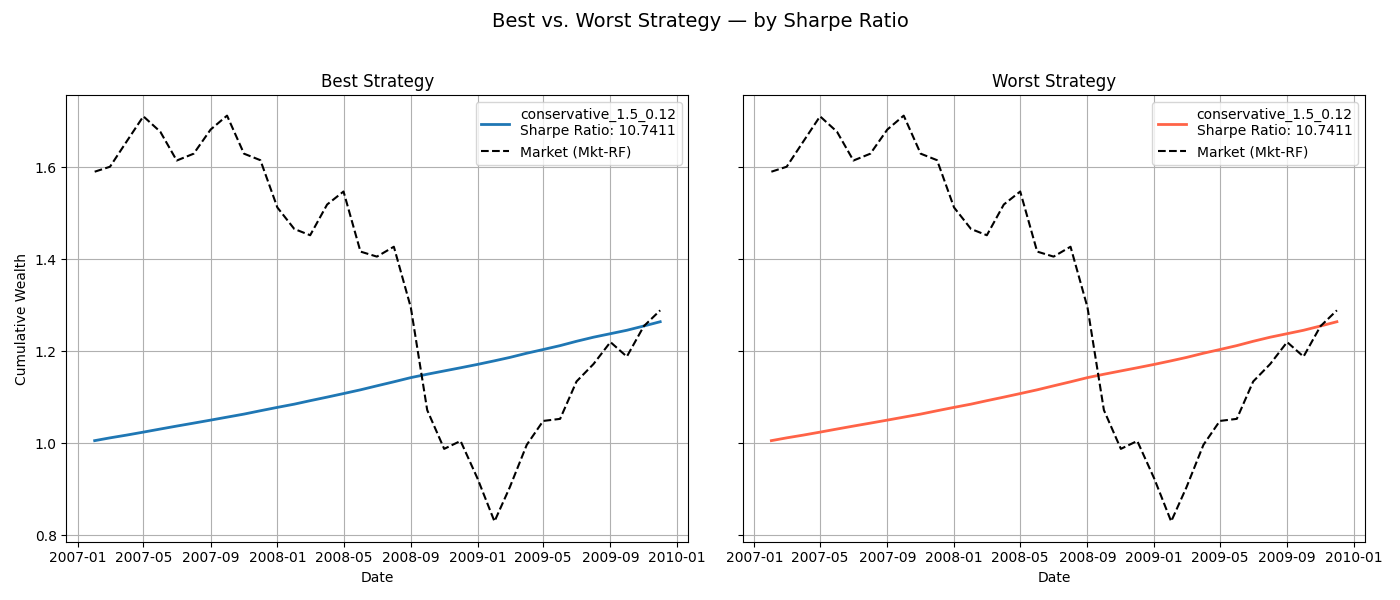 Best vs. Worst Strategy — by Sharpe Ratio
Best Strategy
conservative_1.5_0.12
Sharpe Ratio: 10.7411
Market (Mkt-RF)
Cumulative Wealth
1.6
1.4
1.2
1.0
0.8
2007-01 2007-05 2007-09 2008-01 2008-05 2008-09 2009-01 2009-05 2009-09 2010-01
Date
Worst Strategy
conservative_1.5_0.12
Sharpe Ratio: 10.7411
Market (Mkt-RF)
2007-01 2007-05 2007-09 2008-01 2008-05 2008-09 2009-01 2009-05 2009-09 2010-01
Date